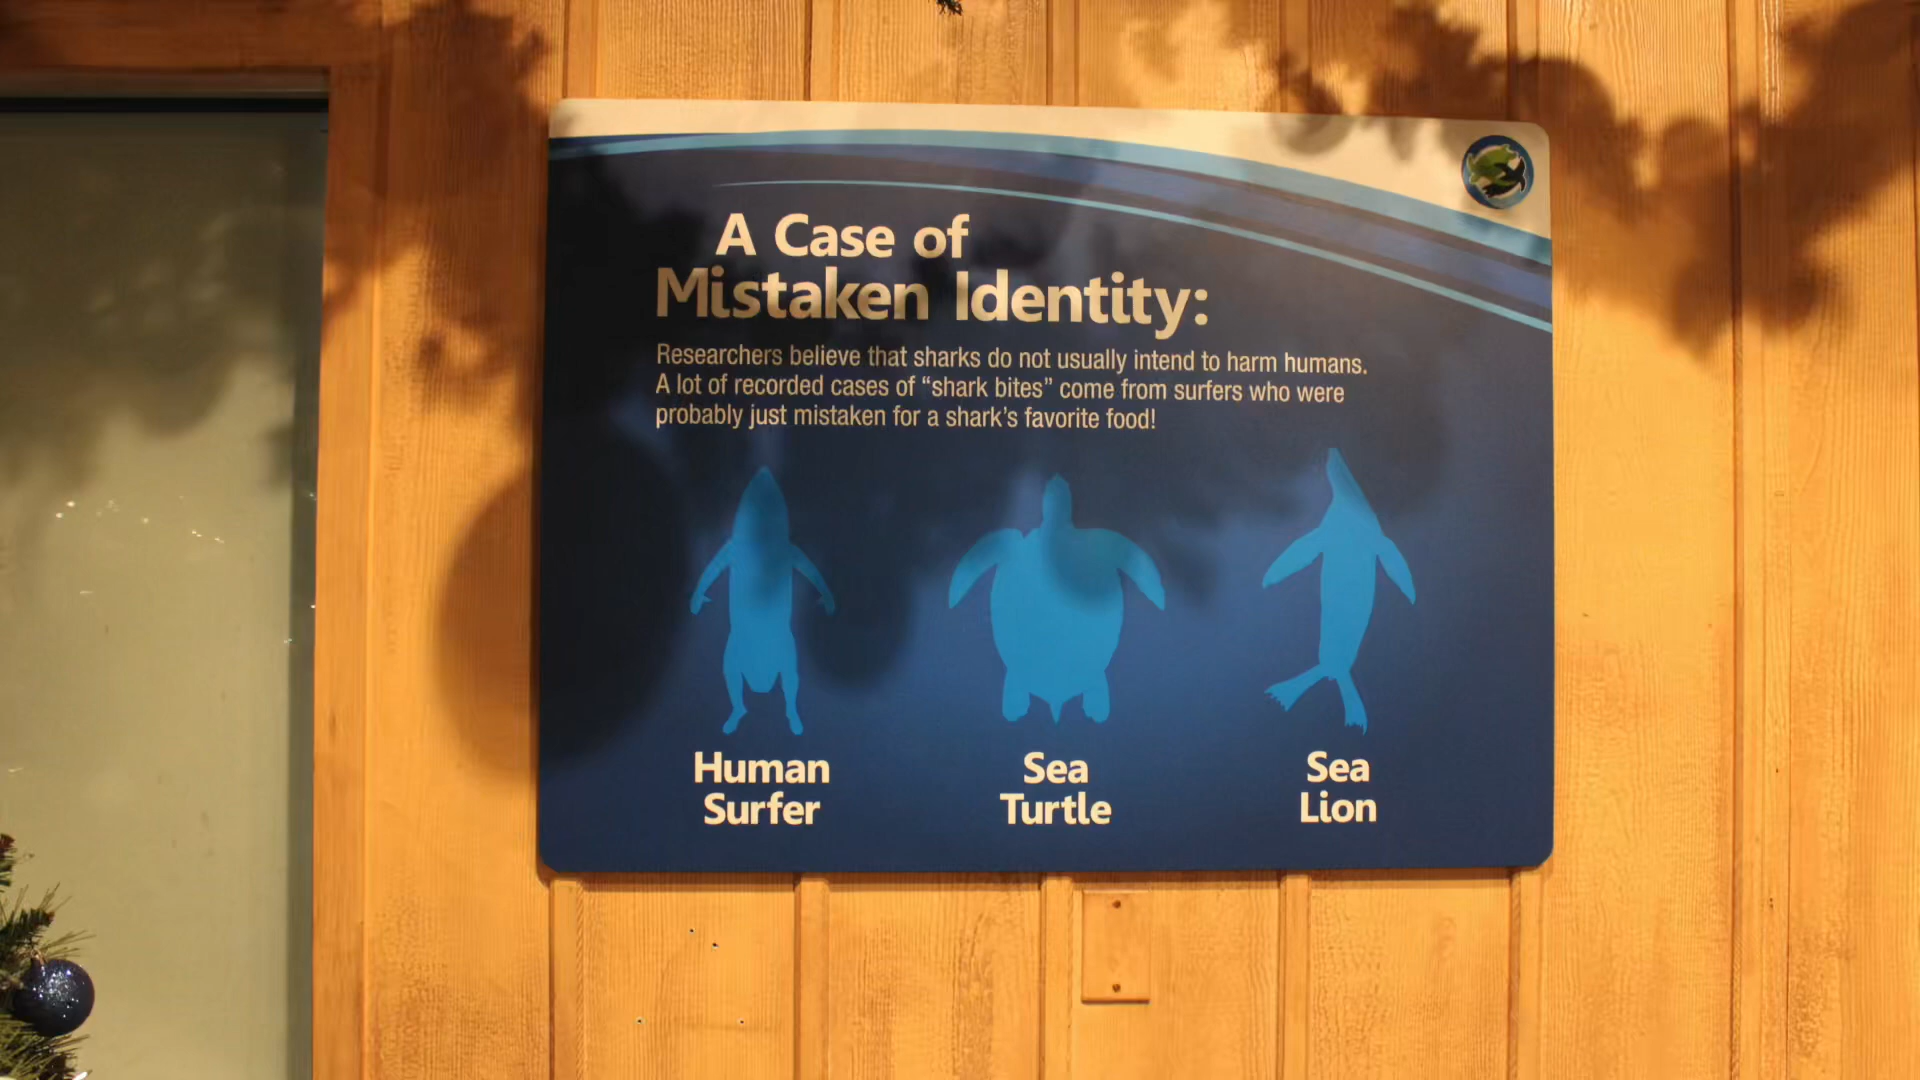 A Case of
Mistaken Identity:
Researchers believe that sharks do not usually intend to harm humans.
A lot of recorded cases of “shark bites” come from surfers who were
probably just mistaken for a shark’s favorite food!
Human
Surfer
Sea
Turtle
Sea
Lion